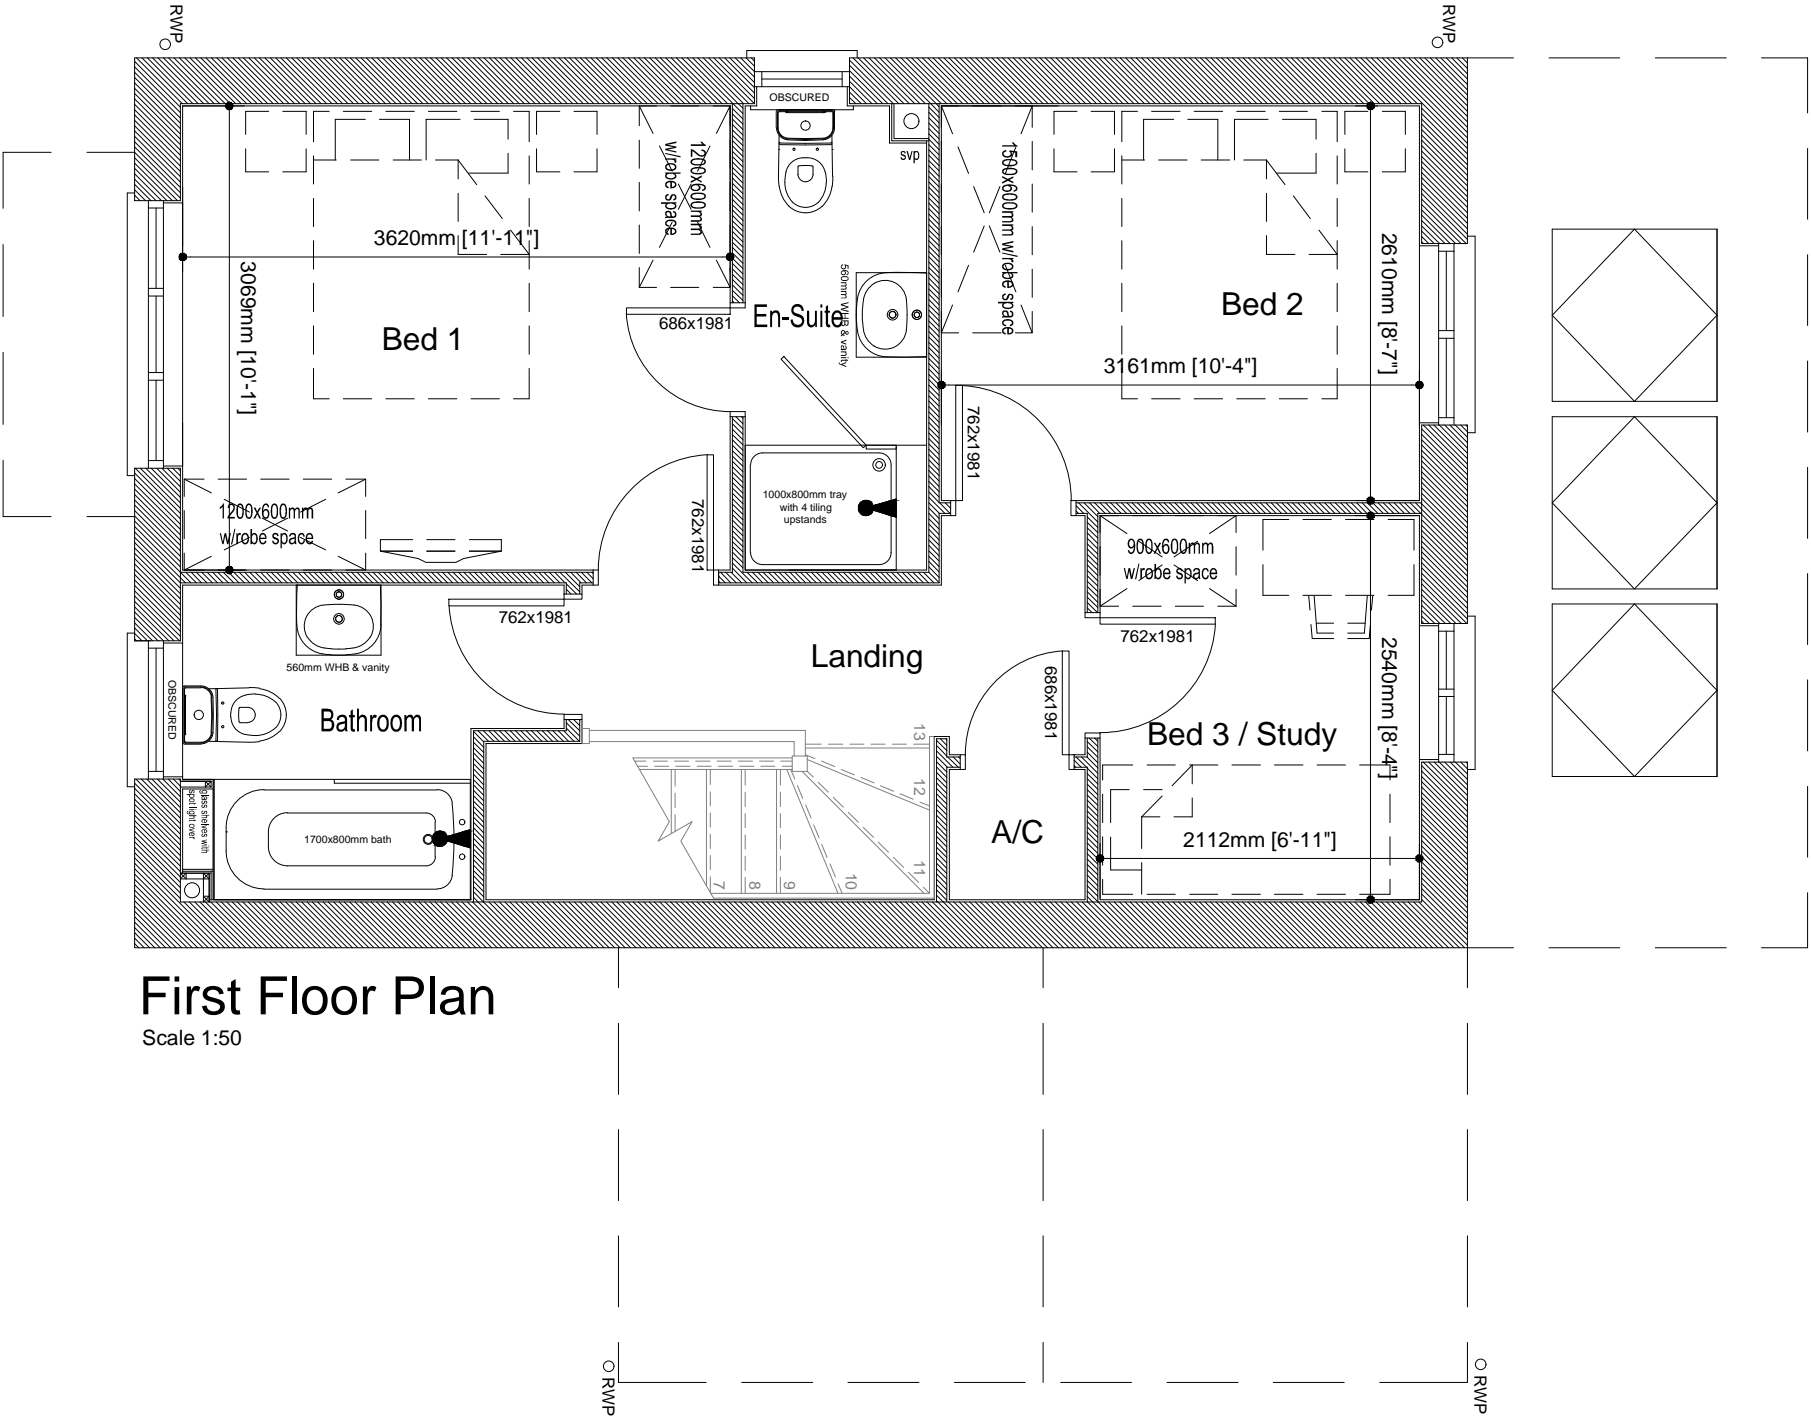 RWP
RWP
OBSCURED
svp
1200x600mm
w/robe space
1500x600mm w/robe space
3620mm [11'-11"]
3069mm [10'-1"]
Bed 1
686x1981
En-Suite
560mm WHB & vanity
Bed 2
2610mm [8'-7"]
3161mm [10'-4"]
762x1981
762x1981
1000x800mm tray
with 4 tiling
upstands
1200x600mm
w/robe space
900x600mm
w/robe space
762x1981
762x1981
560mm WHB & vanity
Landing
686x1981
2540mm [8'-4"]
OBSCURED
Bathroom
Bed 3 / Study
13
12
11
10
9
8
7
glass shelves with
spot light over
1700x800mm bath
A/C
2112mm [6'-11"]
First Floor Plan
Scale 1:50
RWP
RWP